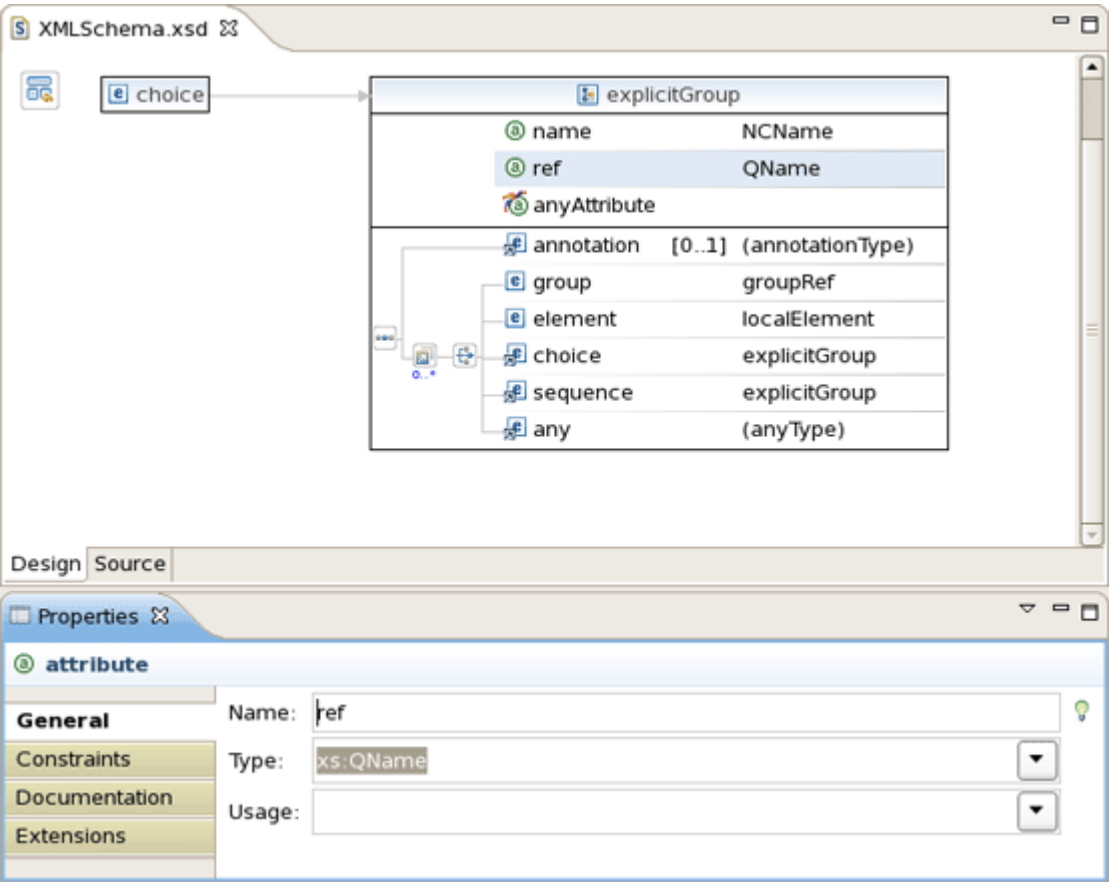 XMLSchema.xsd
choice
explicitGroup
name NCName
ref QName
anyAttribute
annotation [0..1] (annotationType)
group groupRef
element localElement
choice explicitGroup
0..*
sequence explicitGroup
any (anyType)
Design Source
Properties
attribute
General
Name: ref
Constraints
Type: xs:QName
Documentation
Usage:
Extensions